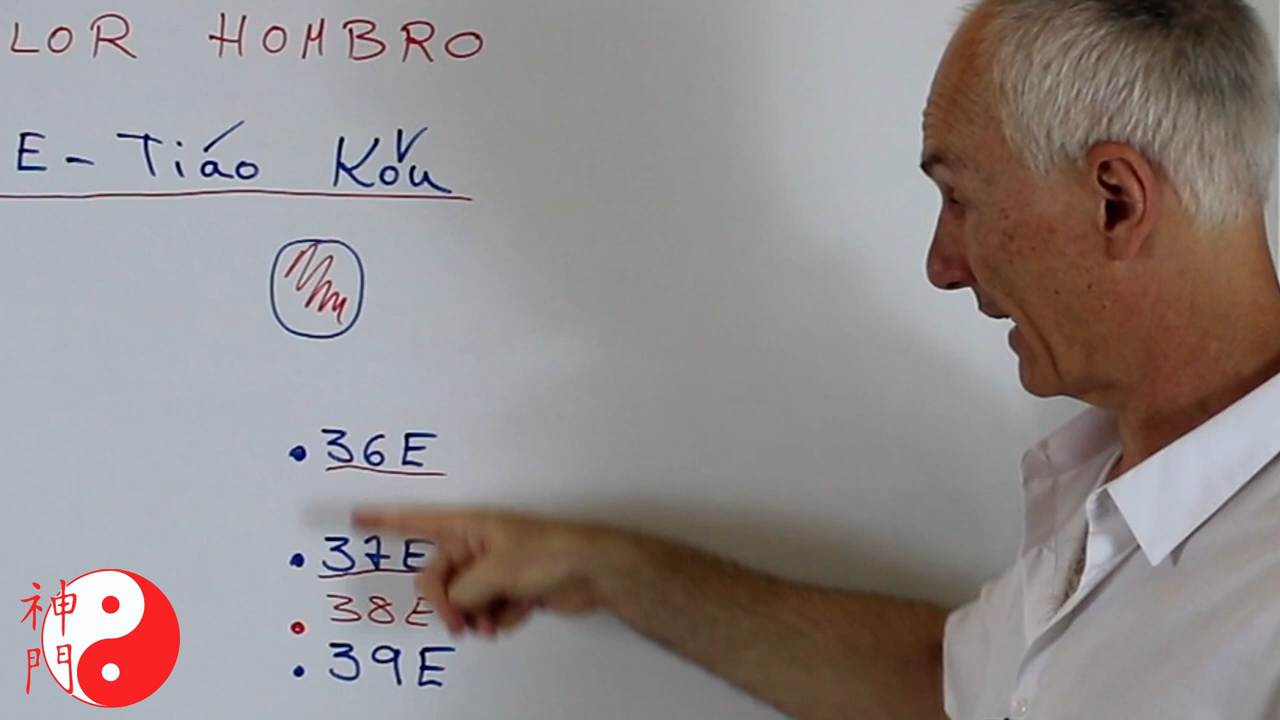 LOR HOMBRO
E - Tiáo Kǒu
• 36E
• 37E
• 38E
• 39E
神
門